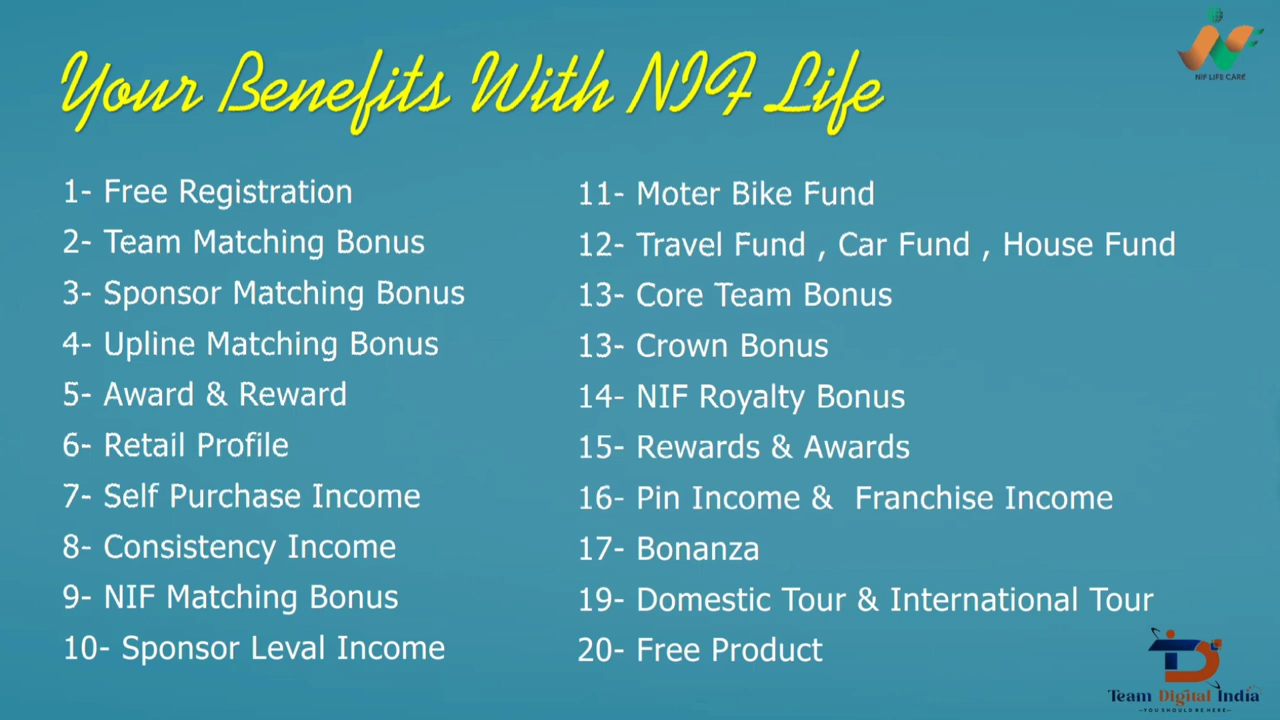 Your Benefits With NIF Life
NIF LIFE CARE
1- Free Registration
2- Team Matching Bonus
3- Sponsor Matching Bonus
4- Upline Matching Bonus
5- Award & Reward
6- Retail Profile
7- Self Purchase Income
8- Consistency Income
9- NIF Matching Bonus
10- Sponsor Leval Income
11- Moter Bike Fund
12- Travel Fund , Car Fund , House Fund
13- Core Team Bonus
13- Crown Bonus
14- NIF Royalty Bonus
15- Rewards & Awards
16- Pin Income & Franchise Income
17- Bonanza
19- Domestic Tour & International Tour
20- Free Product
Team Digital India
—YOU SHOULD BE HERE—